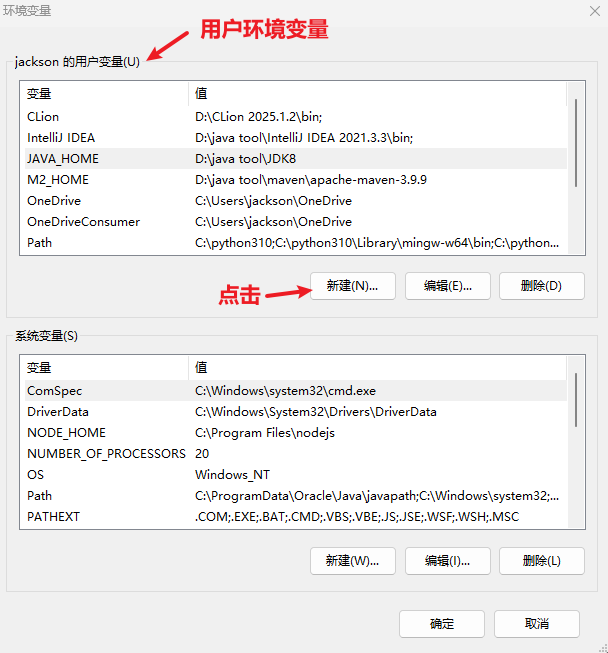 环境变量
用户环境变量
jackson 的用户变量(U)
变量 值
CLion D:\CLion 2025.1.2\bin;
IntelliJ IDEA D:\java tool\IntelliJ IDEA 2021.3.3\bin;
JAVA_HOME D:\java tool\JDK8
M2_HOME D:\java tool\maven\apache-maven-3.9.9
OneDrive C:\Users\jackson\OneDrive
OneDriveConsumer C:\Users\jackson\OneDrive
Path C:\python310;C:\python310\Library\mingw-w64\bin;C:\python...
点击 新建(N)... 编辑(E)... 删除(D)
系统变量(S)
变量 值
ComSpec C:\Windows\system32\cmd.exe
DriverData C:\Windows\System32\Drivers\DriverData
NODE_HOME C:\Program Files\nodejs
NUMBER_OF_PROCESSORS 20
OS Windows_NT
Path C:\ProgramData\Oracle\Java\javapath;C:\Windows\system32;...
PATHEXT .COM;.EXE;.BAT;.CMD;.VBS;.VBE;.JS;.JSE;.WSF;.WSH;.MSC
新建(W)... 编辑(I)... 删除(L)
确定 取消